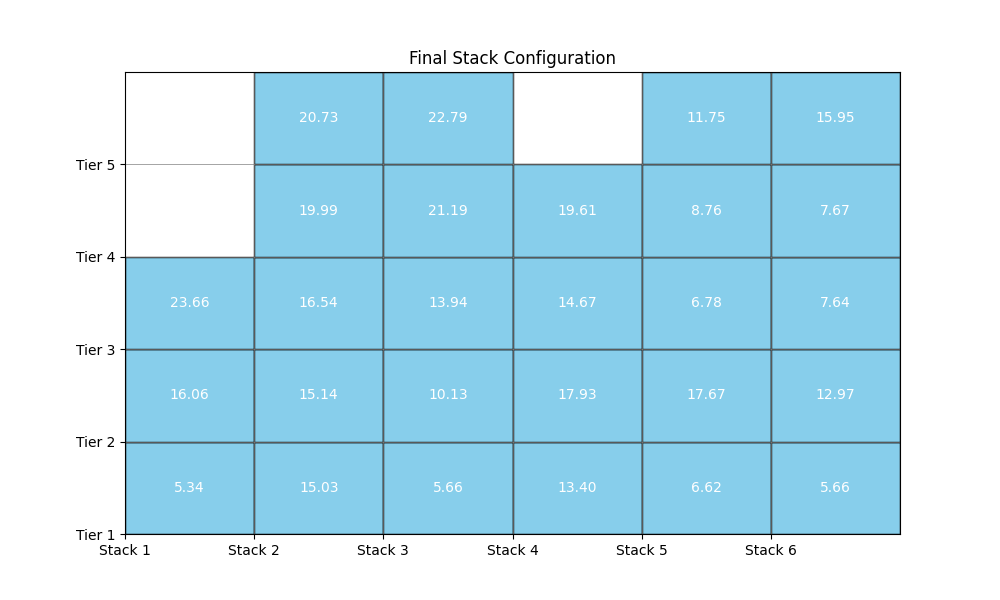 Final Stack Configuration
20.73 22.79 11.75 15.95
Tier 5
19.99 21.19 19.61 8.76 7.67
Tier 4
23.66 16.54 13.94 14.67 6.78 7.64
Tier 3
16.06 15.14 10.13 17.93 17.67 12.97
Tier 2
5.34 15.03 5.66 13.40 6.62 5.66
Tier 1
Stack 1 Stack 2 Stack 3 Stack 4 Stack 5 Stack 6